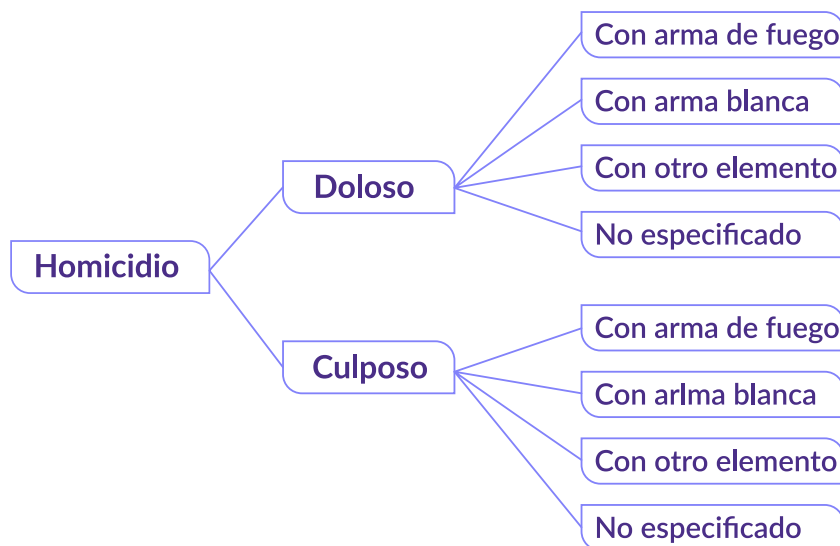 Homicidio
Doloso
Con arma de fuego
Con arma blanca
Con otro elemento
No especificado
Culposo
Con arma de fuego
Con arlma blanca
Con otro elemento
No especificado